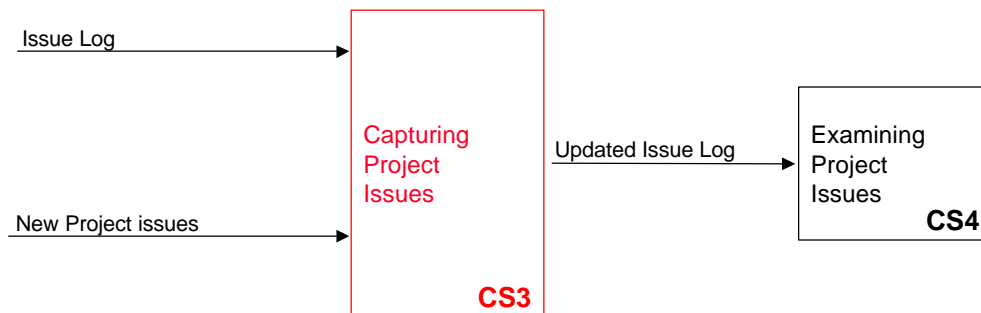 Issue Log
Capturing
Project
Issues
New Project issues
CS3
Updated Issue Log
Examining
Project
Issues
CS4